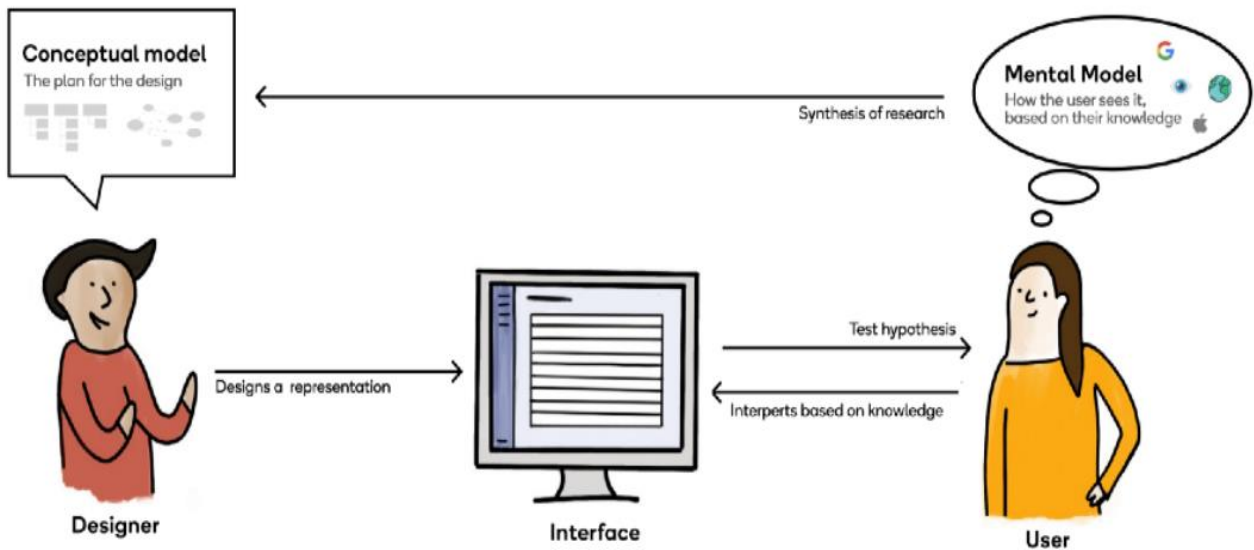 Conceptual model
The plan for the design
Mental Model
How the user sees it,
based on their knowledge
Synthesis of research
Test hypothesis
Designs a representation
Interperts based on knowledge
Designer
Interface
User